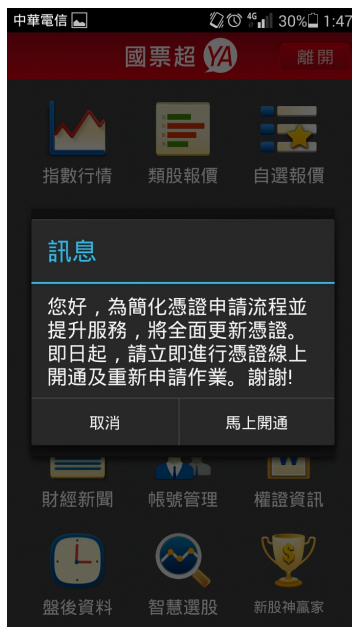 中華電信 4G 30% 1:47
國票超 YA 離開
指數行情 類股報價 自選報價
訊息
您好，為簡化憑證申請流程並
提升服務，將全面更新憑證。
即日起，請立即進行憑證線上
開通及重新申請作業。謝謝!
取消 馬上開通
財經新聞 帳號管理 權證資訊
盤後資料 智慧選股 新股神贏家